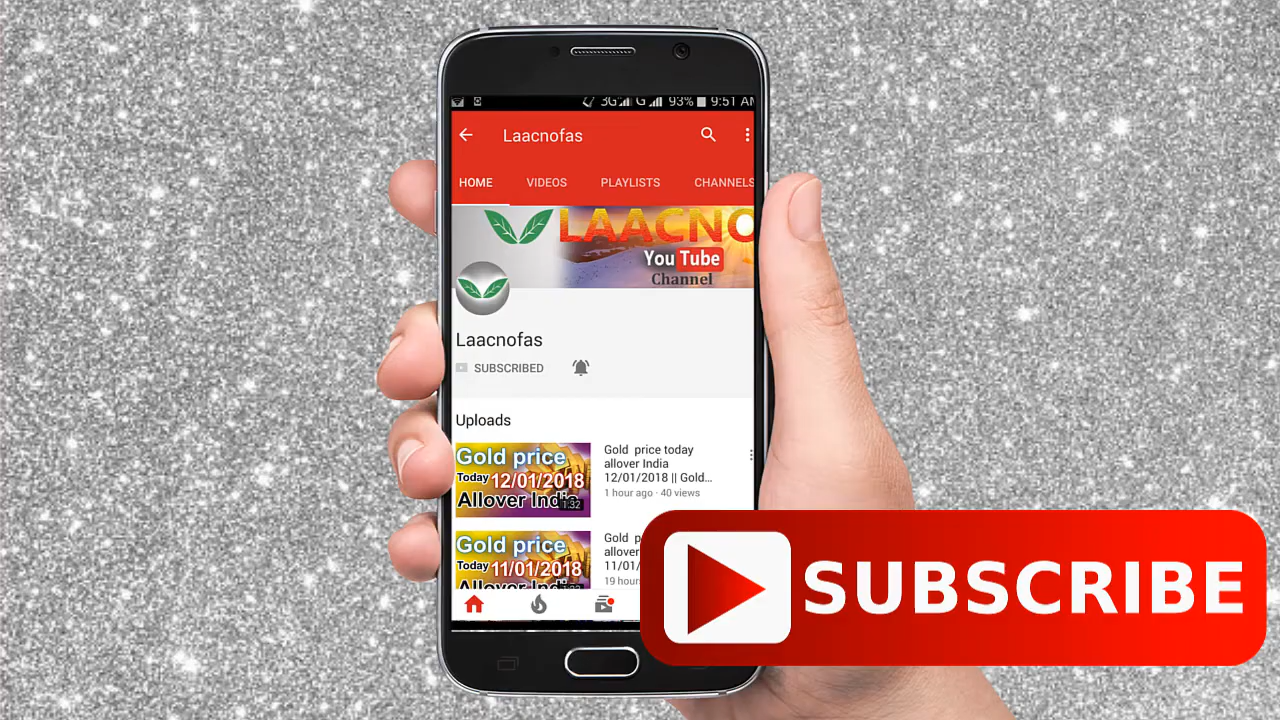 3G G 93% 9:51 AM
Laacnofas
HOME VIDEOS PLAYLISTS CHANNELS
LAACNO
You Tube
Channel
Laacnofas
SUBSCRIBED
Uploads
Gold price
Today 12/01/2018
Allover India
1:32
Gold price today
allover India
12/01/2018 || Gold...
1 hour ago · 40 views
Gold price
Today 11/01/2018
Allover India
Gold
allover
11/01/
19 hour
SUBSCRIBE